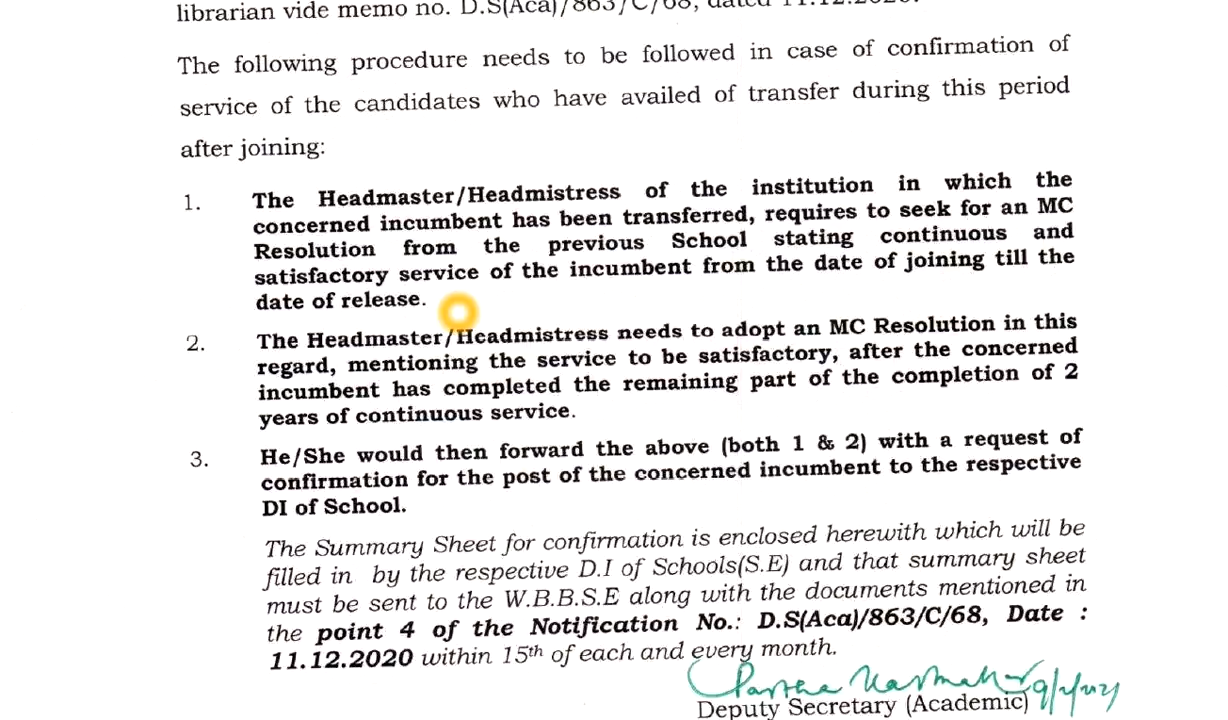 librarian vide memo no. D.S(Aca)/863/C/68, dated 11.12.2020.
The following procedure needs to be followed in case of confirmation of
service of the candidates who have availed of transfer during this period
after joining:
1. The Headmaster/Headmistress of the institution in which the
concerned incumbent has been transferred, requires to seek for an MC
Resolution from the previous School stating continuous and
satisfactory service of the incumbent from the date of joining till the
date of release.
2. The Headmaster/Headmistress needs to adopt an MC Resolution in this
regard, mentioning the service to be satisfactory, after the concerned
incumbent has completed the remaining part of the completion of 2
years of continuous service.
3. He/She would then forward the above (both 1 & 2) with a request of
confirmation for the post of the concerned incumbent to the respective
DI of School.
The Summary Sheet for confirmation is enclosed herewith which will be
filled in by the respective D.I of Schools(S.E) and that summary sheet
must be sent to the W.B.B.S.E along with the documents mentioned in
the point 4 of the Notification No.: D.S(Aca)/863/C/68, Date :
11.12.2020 within 15th of each and every month.
Deputy Secretary (Academic)